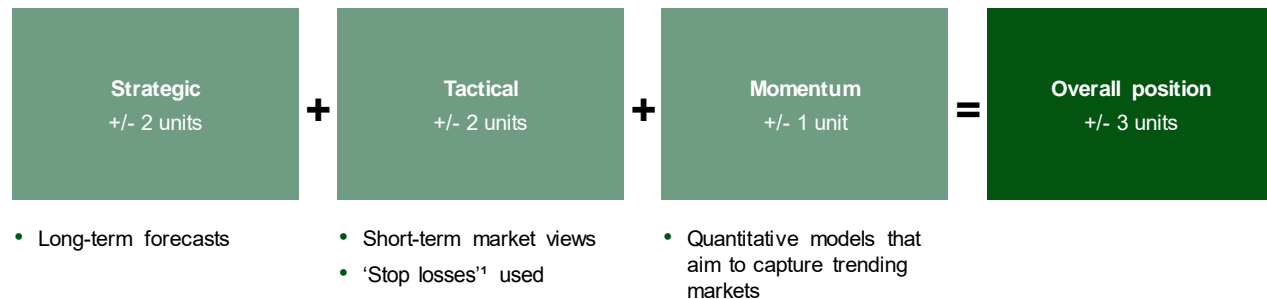 Strategic
+/- 2 units
+
Tactical
+/- 2 units
+
Momentum
+/- 1 unit
=
Overall position
+/- 3 units
• Long-term forecasts
• Short-term market views
• ‘Stop losses’¹ used
• Quantitative models that
aim to capture trending
markets